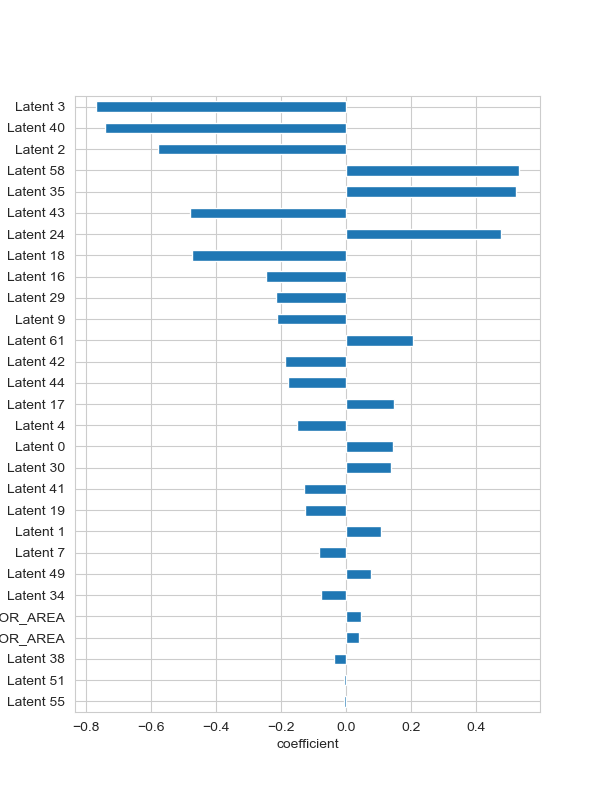 Latent 3
Latent 40
Latent 2
Latent 58
Latent 35
Latent 43
Latent 24
Latent 18
Latent 16
Latent 29
Latent 9
Latent 61
Latent 42
Latent 44
Latent 17
Latent 4
Latent 0
Latent 30
Latent 41
Latent 19
Latent 1
Latent 7
Latent 49
Latent 34
OR_AREA
OR_AREA
Latent 38
Latent 51
Latent 55
−0.8 −0.6 −0.4 −0.2 0.0 0.2 0.4
coefficient